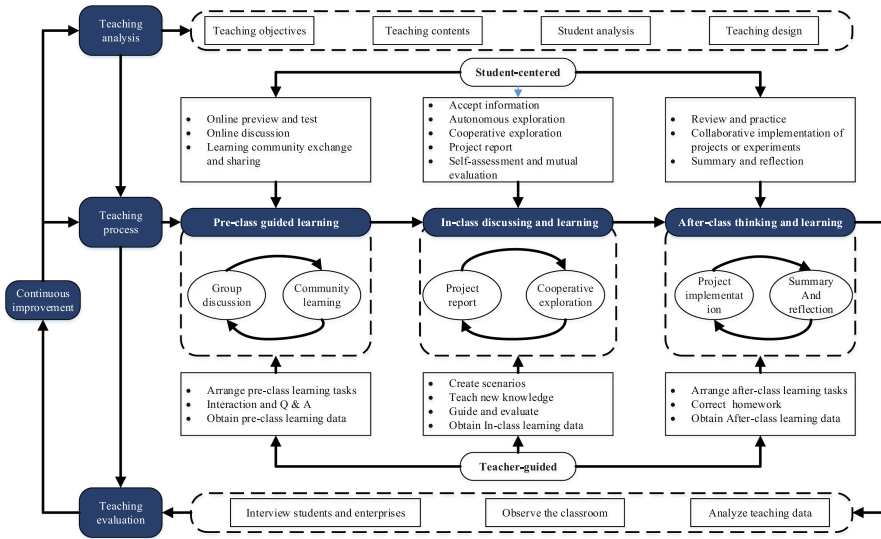 Teaching
analysis
Teaching objectives
Teaching contents
Student analysis
Teaching design
Student-centered
• Online preview and test
• Online discussion
• Learning community exchange
and sharing
• Accept information
• Autonomous exploration
• Cooperative exploration
• Project report
• Self-assessment and mutual
evaluation
• Review and practice
• Collaborative implementation of
projects or experiments
• Summary and reflection
Teaching
process
Pre-class guided learning
In-class discussing and learning
After-class thinking and learning
Group
discussion
Community
learning
Project
report
Cooperative
exploration
Project
implementat
ion
Summary
And
reflection
Continuous
improvement
• Arrange pre-class learning tasks
• Interaction and Q & A
• Obtain pre-class learning data
• Create scenarios
• Teach new knowledge
• Guide and evaluate
• Obtain In-class learning data
• Arrange after-class learning tasks
• Correct homework
• Obtain After-class learning data
Teacher-guided
Teaching
evaluation
Interview students and enterprises
Observe the classroom
Analyze teaching data